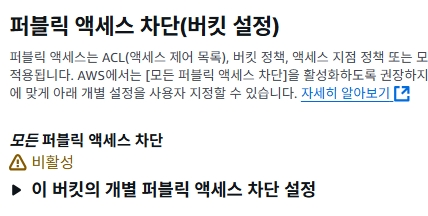 퍼블릭 액세스 차단(버킷 설정)
퍼블릭 액세스는 ACL(액세스 제어 목록), 버킷 정책, 액세스 지점 정책 또는 모
적용됩니다. AWS에서는 [모든 퍼블릭 액세스 차단]을 활성화하도록 권장하지
에 맞게 아래 개별 설정을 사용자 지정할 수 있습니다. 자세히 알아보기
모든 퍼블릭 액세스 차단
비활성
이 버킷의 개별 퍼블릭 액세스 차단 설정